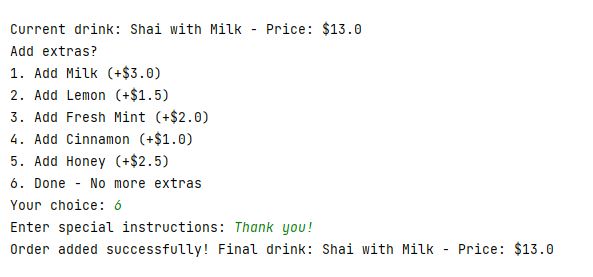 Current drink: Shai with Milk - Price: $13.0
Add extras?
1. Add Milk (+$3.0)
2. Add Lemon (+$1.5)
3. Add Fresh Mint (+$2.0)
4. Add Cinnamon (+$1.0)
5. Add Honey (+$2.5)
6. Done - No more extras
Your choice: 6
Enter special instructions: Thank you!
Order added successfully! Final drink: Shai with Milk - Price: $13.0